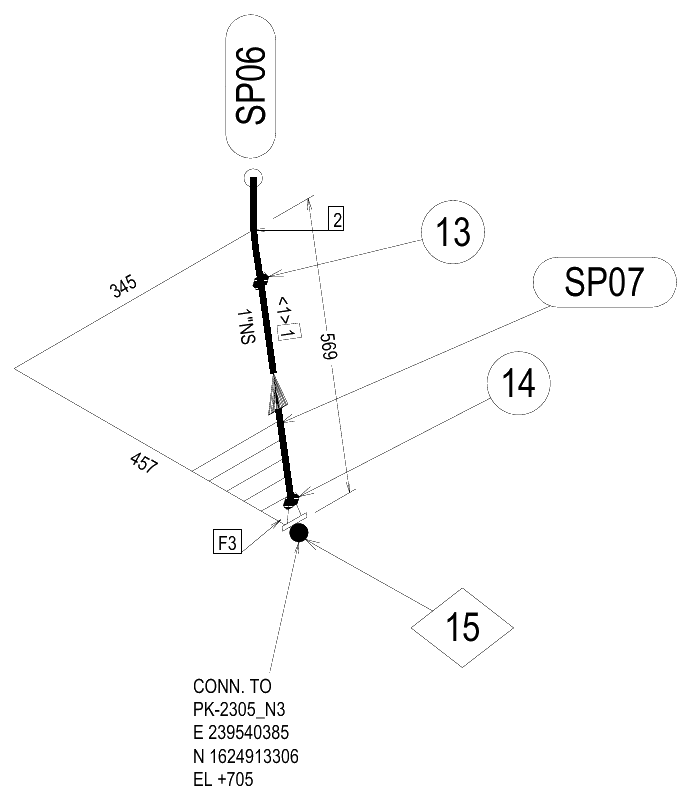 SP06
2
13
345
SP07
<1>1
1"NS
569
14
457
F3
15
CONN. TO
PK-2305_N3
E 239540385
N 1624913306
EL +705